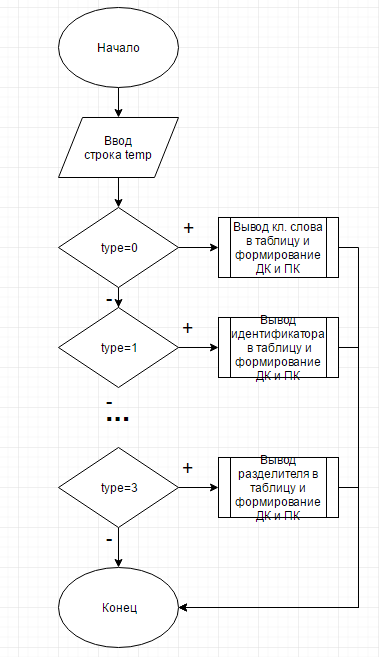 Начало
Ввод
строка temp
type=0
+
Вывод кл. слова
в таблицу и
формирование
ДК и ПК
-
type=1
+
Вывод
идентификатора
в таблицу и
формирование
ДК и ПК
-
...
type=3
+
Вывод
разделителя в
таблицу и
формирование
ДК и ПК
-
Конец